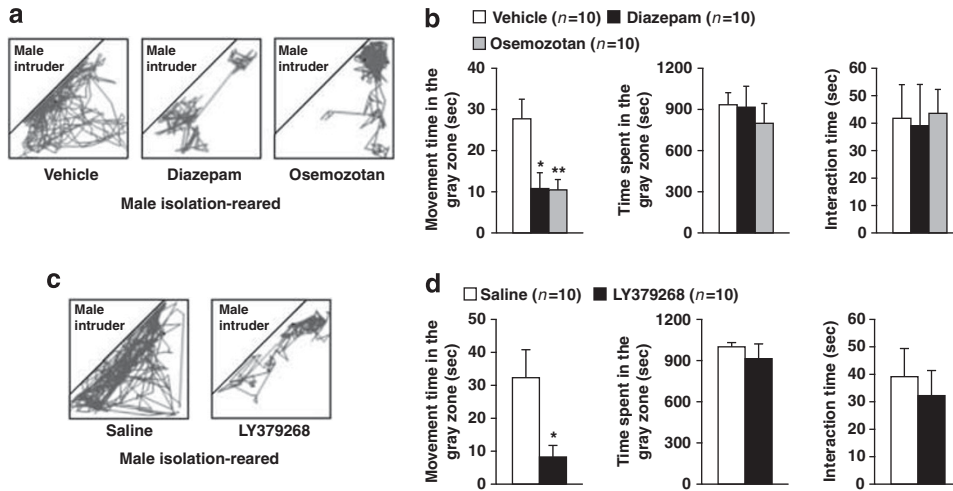 a
Male intruder
Male intruder
Male intruder
Vehicle
Diazepam
Osemozotan
Male isolation-reared
b
Vehicle (n=10) Diazepam (n=10)
Osemozotan (n=10)
Movement time in the
gray zone (sec)
40
30
20
10
0
*
**
Time spent in the
gray zone (sec)
1200
900
600
300
0
Interaction time (sec)
60
50
40
30
20
10
0
c
Male
intruder
Male
intruder
Saline
LY379268
Male isolation-reared
d
Saline (n=10) LY379268 (n=10)
Movement time in the
gray zone (sec)
50
40
30
20
10
0
*
Time spent in the
gray zone (sec)
1200
900
600
300
0
Interaction time (sec)
60
50
40
30
20
10
0